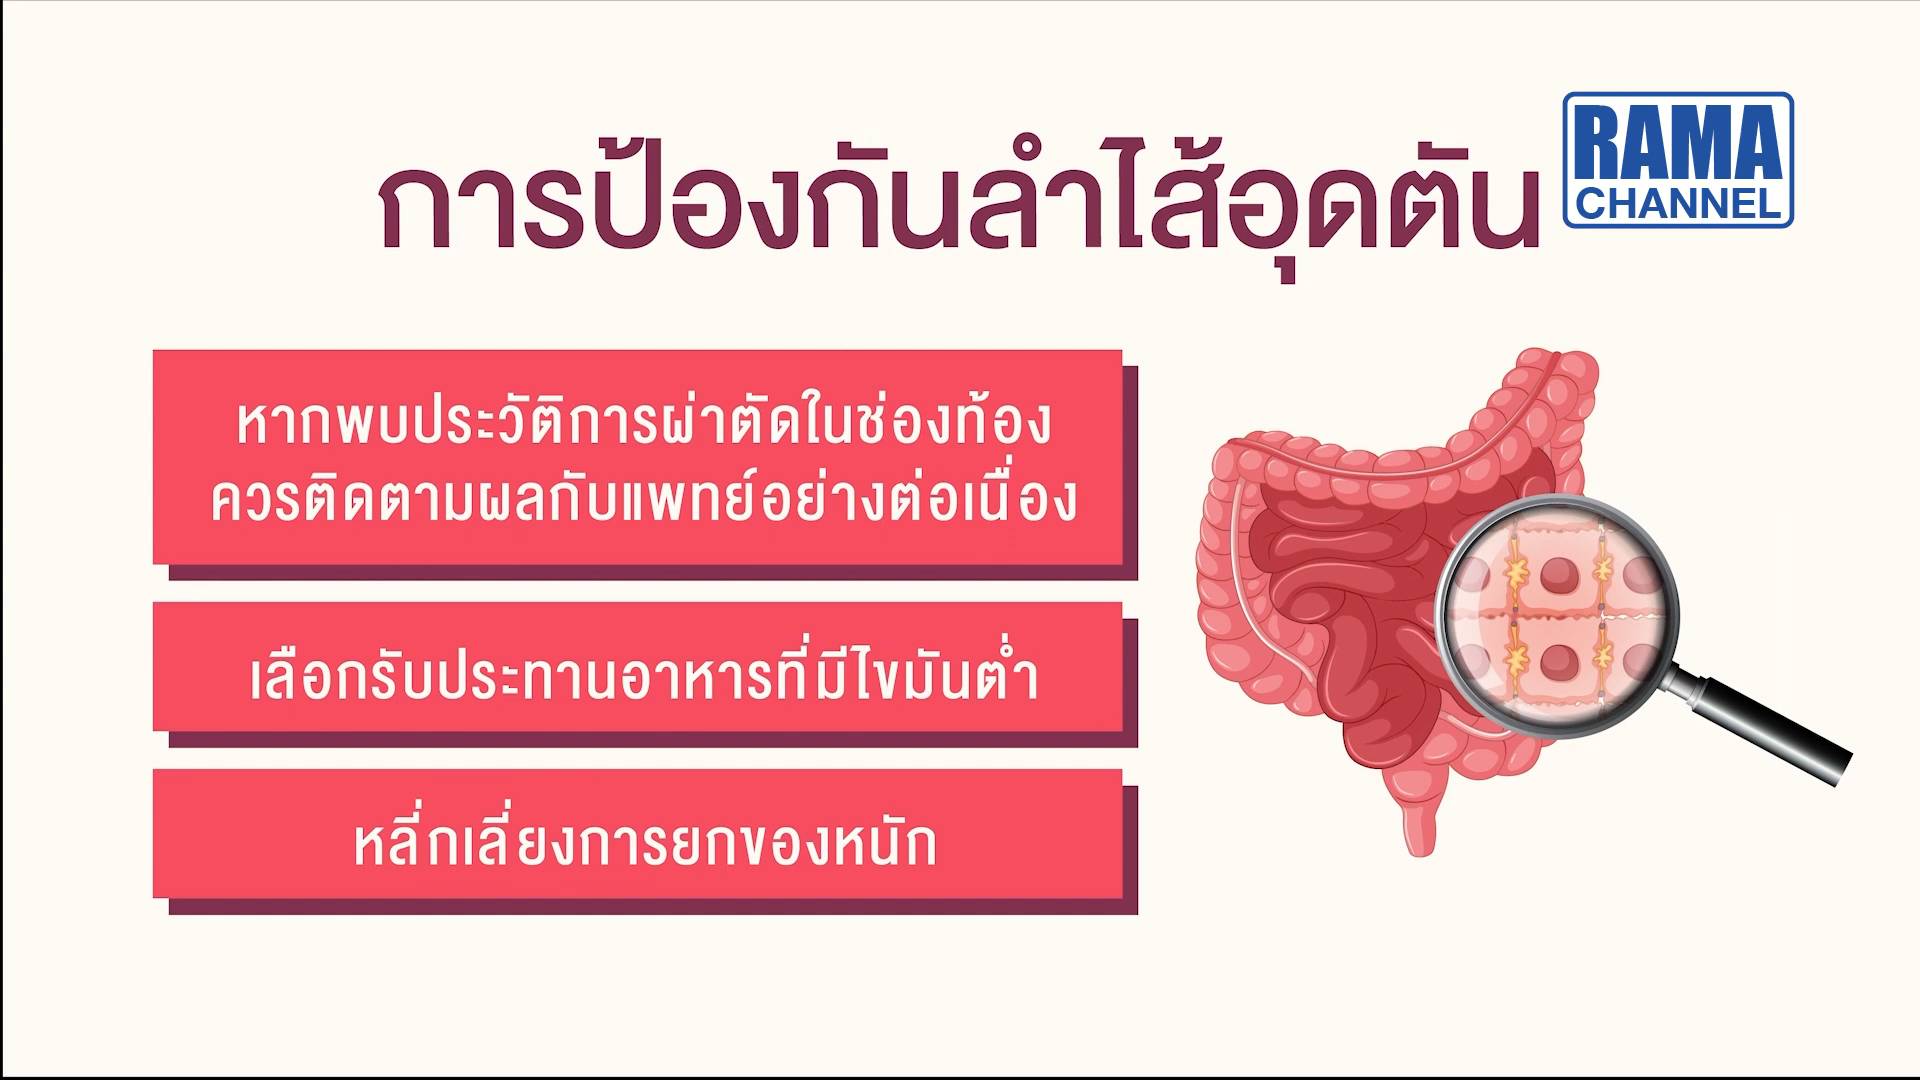 การป้องกันลำไส้อุดตัน
RAMA
CHANNEL
หากพบประวัติการผ่าตัดในช่องท้อง
ควรติดตามผลกับแพทย์อย่างต่อเนื่อง
เลือกรับประทานอาหารที่มีไขมันต่ำ
หลีกเลี่ยงการยกของหนัก